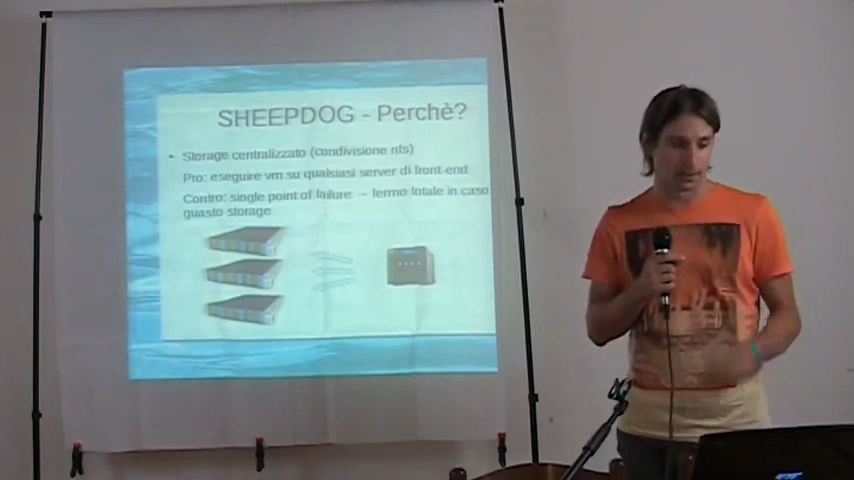 SHEEPDOG - Perchè?
• Storage centralizzato (condivisione nfs)
Pro: eseguire vm su qualsiasi server di front-end
Contro: single point of failure → fermo totale in caso
guasto storage